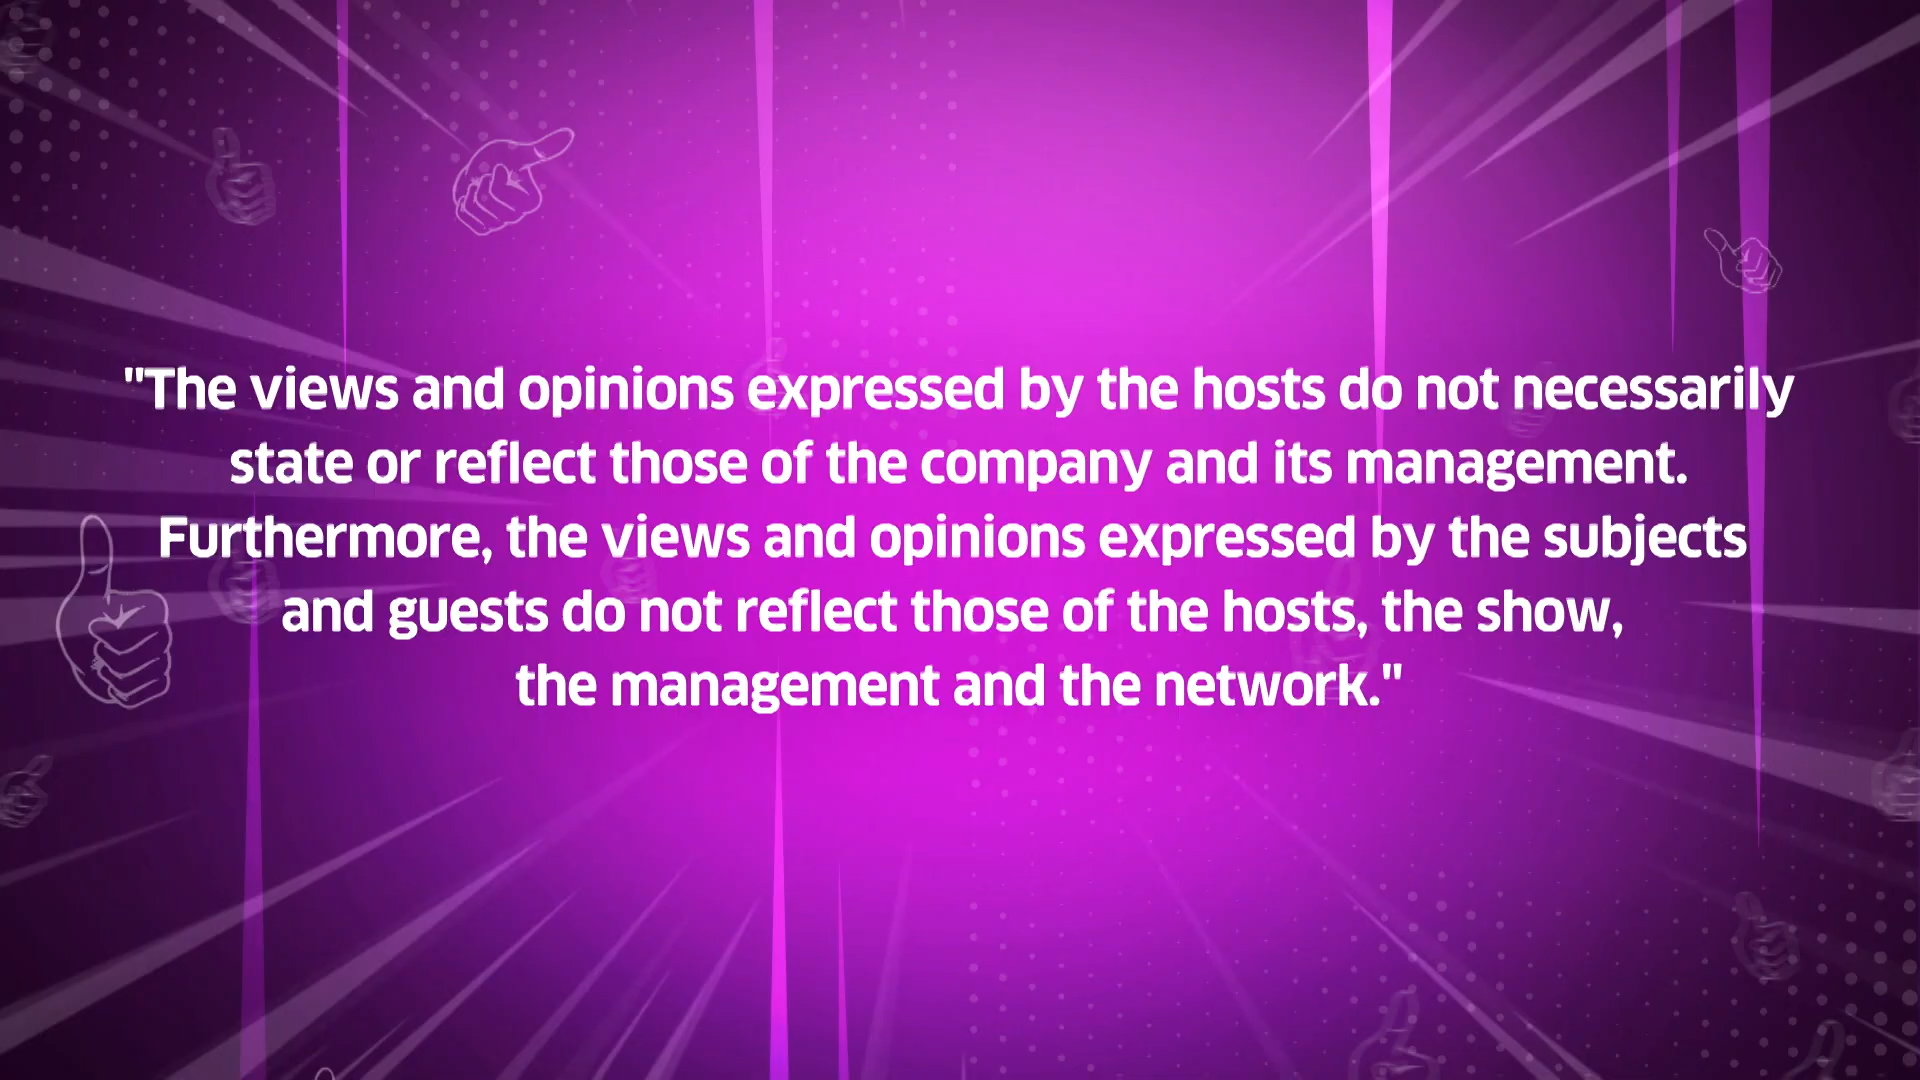 "The views and opinions expressed by the hosts do not necessarily
state or reflect those of the company and its management.
Furthermore, the views and opinions expressed by the subjects
and guests do not reflect those of the hosts, the show,
the management and the network."